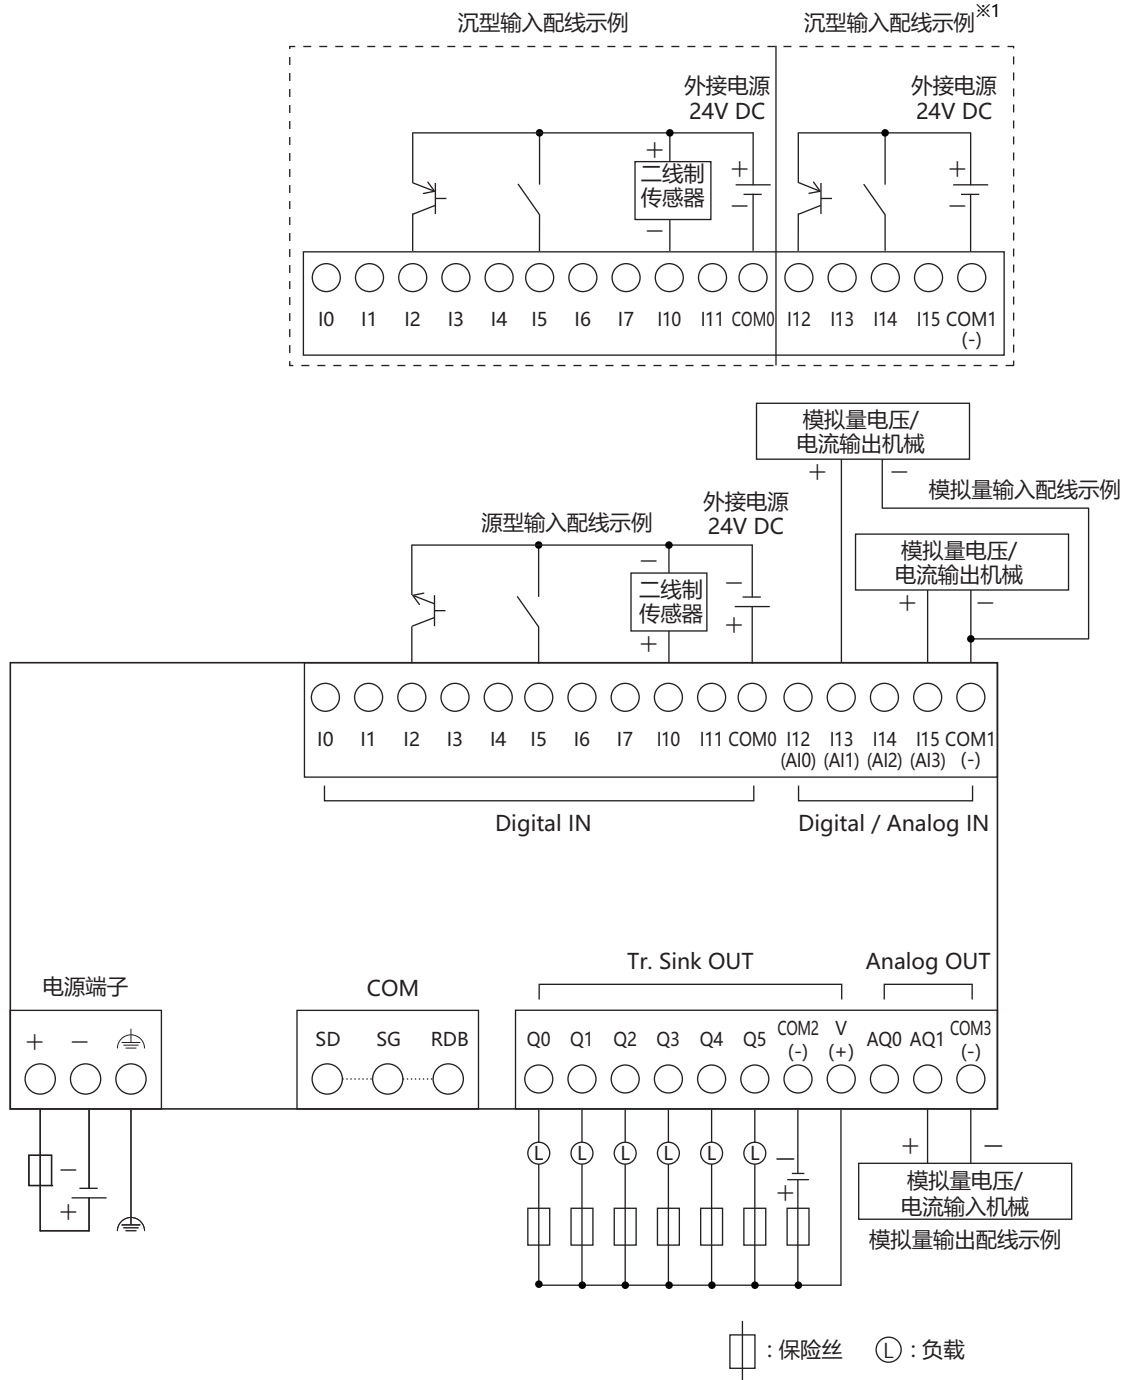 沉型输入配线示例
沉型输入配线示例※1
外接电源
24V DC
外接电源
24V DC
+
二线制
传感器
−
+
−
+
−
I0 I1 I2 I3 I4 I5 I6 I7 I10 I11 COM0 I12 I13 I14 I15 COM1
(-)
模拟量电压/
电流输出机械
+ −
模拟量输入配线示例
源型输入配线示例
外接电源
24V DC
模拟量电压/
电流输出机械
+ −
−
二线制
传感器
+
−
+
I0 I1 I2 I3 I4 I5 I6 I7 I10 I11 COM0 I12 I13 I14 I15 COM1
(AI0) (AI1) (AI2) (AI3) (-)
Digital IN
Digital / Analog IN
Tr. Sink OUT
Analog OUT
电源端子
COM
+ −
SD SG RDB
Q0 Q1 Q2 Q3 Q4 Q5 COM2 V AQ0 AQ1 COM3
(-) (+) (-)
−
+
L L L L L L
−
+
+ −
模拟量电压/
电流输入机械
模拟量输出配线示例
: 保险丝
L : 负载